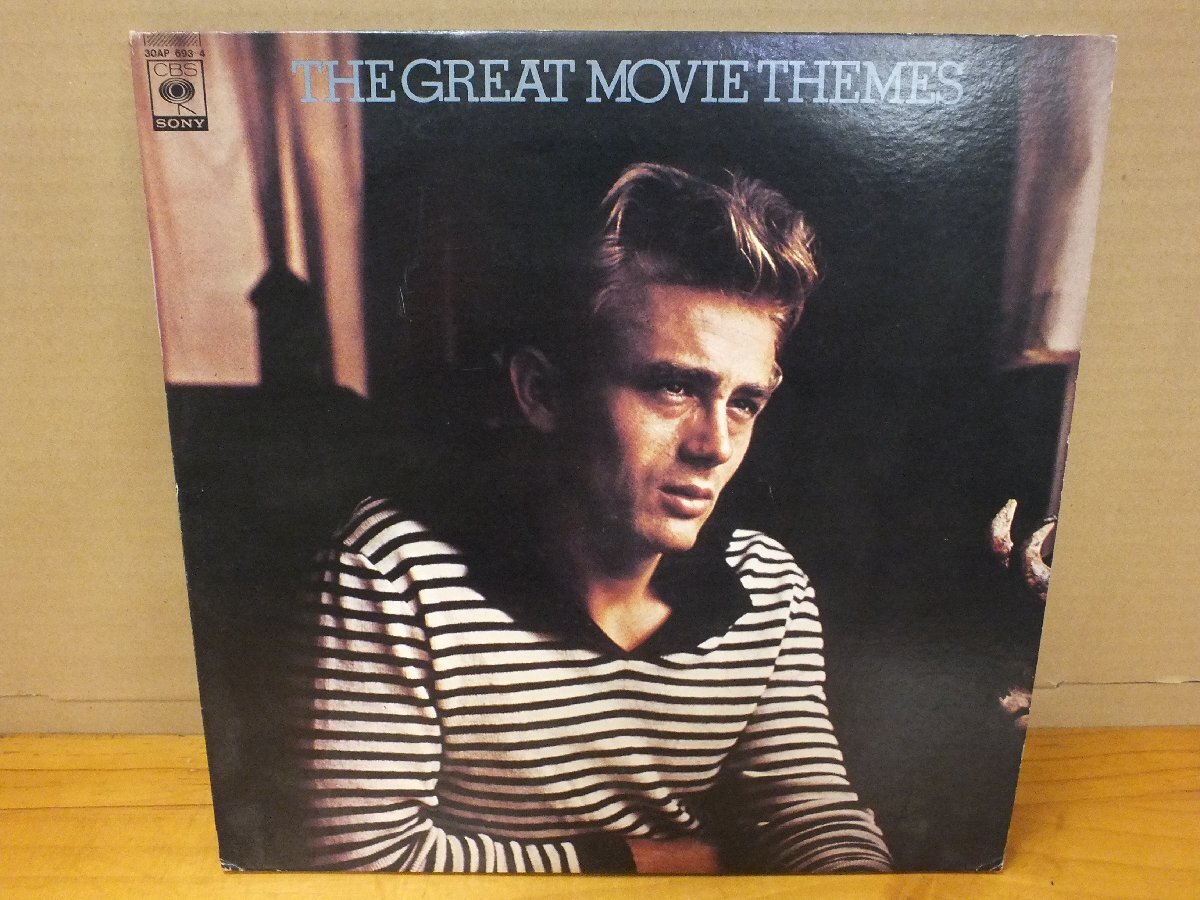 30AP 693-4
CBS
SONY
THE GREAT MOVIE THEMES